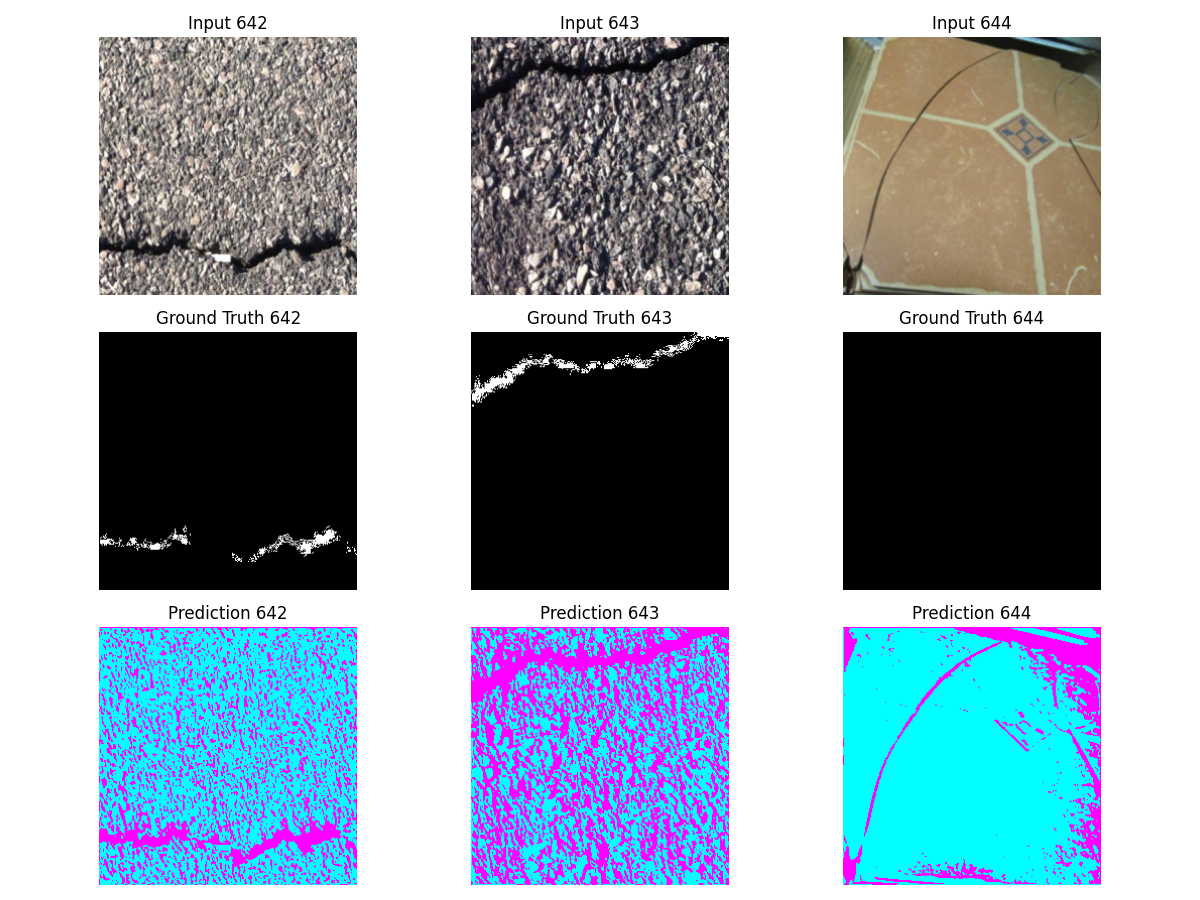 Input 642
Input 643
Input 644
Ground Truth 642
Ground Truth 643
Ground Truth 644
Prediction 642
Prediction 643
Prediction 644